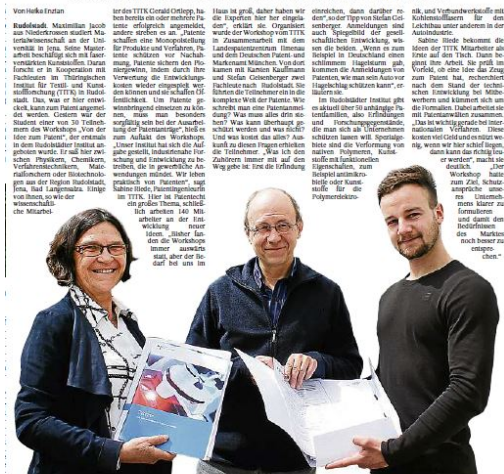 Von Heike Enzian
Rudolstadt. Maximilian Jacob
aus Niederkrossen studiert Ma-
terialwissenschaft an der Uni-
versität in Jena. Seine Master-
arbeit beschäftigt sich mit faser-
verstärkten Kunststoffen. Daran
forscht er in Kooperation mit
Fachleuten im Thüringischen
Institut für Textil- und Kunst-
stoffforschung (TITK) in Rudol-
stadt. Das, was er hier entwi-
ckelt, kann zum Patent angemel-
det werden. Gestern war der
Student einer von 30 Teilneh-
mern des Workshops „Von der
Idee zum Patent“, der erstmals
in dem Rudolstädter Institut an-
geboten wurde. Er saß hier zwi-
schen Physikern, Chemikern,
Verfahrenstechnikern, Mate-
rialforschern oder Biotechnolo-
gen aus der Region Rudolstadt,
Jena, Bad Langensalza. Einige
von ihnen, so wie der
wissenschaftli-
che Mitarbei-
ter des TITK Gerald Ortlepp, ha-
ben bereits ein oder mehrere Pa-
tente erfolgreich angemeldet,
andere streben es an. „Patente
schaffen eine Monopolstellung
für Produkte und Verfahren, Pa-
tente schützen vor Nachah-
mung, Patente sichern den Pio-
niergewinn, indem durch ihre
Verwertung die Entwicklungs-
kosten wieder eingespielt wer-
den können und sie schaffen Öf-
fentlichkeit. Um Patente ge-
winnbringend einsetzen zu kön-
nen, muss man besonders
sorgfältig sein bei der Ausarbei-
tung der Patentanträge“, hieß es
zum Auftakt des Workshops.
„Unser Institut hat sich die Auf-
gabe gestellt, industrienahe For-
schung und Entwicklung zu be-
treiben, die in gewerbliche An-
wendungen mündet. Wir leben
praktisch von Patenten“, sagt
Sabine Riede, Patentingenieurin
im TITK. Hier ist Patentrecht
ein großes Thema, schließ-
lich arbeiten 140 Mit-
arbeiter an der Ent-
wicklung neuer
Ideen. „Bisher fan-
den die Workshops
immer auswärts
statt, aber der Be-
darf bei uns im
Haus ist groß, daher haben wir
die Experten hier her eingela-
den“, erklärt sie. Organisiert
wurde der Workshop vom TITK
in Zusammenarbeit mit dem
Landespatentzentrum Ilmenau
und dem Deutschen Patent- und
Markenamt München. Von dort
kamen mit Karsten Kauffmann
und Stefan Geisenberger zwei
Fachleute nach Rudolstadt. Sie
führten die Teilnehmer ein in die
komplexe Welt der Patente. Wie
schreibt man eine Patentanmel-
dung? Was muss alles drin ste-
hen? Was kann überhaupt ge-
schützt werden und was nicht?
Und was kostet das alles? Aus-
kunft zu diesen Fragen erhielten
die Teilnehmer. „Was ich den
Zuhörern immer mit auf den
Weg gebe ist: Erst die Erfindung
einreichen, dann darüber re-
den“, so der Tipp von Stefan Gei-
senberger. Anmeldungen sind
auch Spiegelbild der gesell-
schaftlichen Entwicklung, wis-
sen die beiden. „Wenn es zum
Beispiel in Deutschland einen
schlimmen Hagelsturm gab,
kommen die Anmeldungen von
Patenten, wie man sein Auto vor
Hagelschlag schützen kann“, er-
läutern sie.
Im Rudolstädter Institut gibt
es aktuell über 50 anhängige Pa-
tentfamilien, also Erfindungen
und Forschungsgegenstände,
die man sich als Unternehmen
schützen lassen will. Spezialge-
biete sind die Verformung von
nativen Polymeren, Kunst-
stoffe mit funktionellen
Eigenschaften, zum
Beispiel antimikro-
bielle oder Kunst-
stoffe für die
Polymerelektro-
nik, und Verbundwerkstoffe mit
Kohlenstofffasern für den
Leichtbau unter anderem in der
Autoindustrie.
Sabine Riede bekommt die
Ideen der TITK Mitarbeiter als
Erste auf den Tisch. Dann be-
ginnt ihre Arbeit. Sie prüft im
Vorfeld, ob eine Idee das Zeug
zum Patent hat, recherchiert
nach dem Stand der techni-
schen Entwicklung bei Mitbe-
werbern und kümmert sich um
die Formalien. Dabei arbeitet sie
mit Patentanwälten zusammen.
„Das ist wichtig gerade bei inter-
nationalen Verfahren. Diese
kosten viel Geld und es nützt we-
nig, wenn wir hier schief liegen,
dann kann das richtig teu-
er werden“, macht sie
deutlich. „Der
Workshop hatte
zum Ziel, Schutz-
ansprüche unse-
res Unterneh-
mens klarer zu
formulieren
und damit den
Bedürfnissen
des Marktes
noch besser zu
entspre-
chen.“